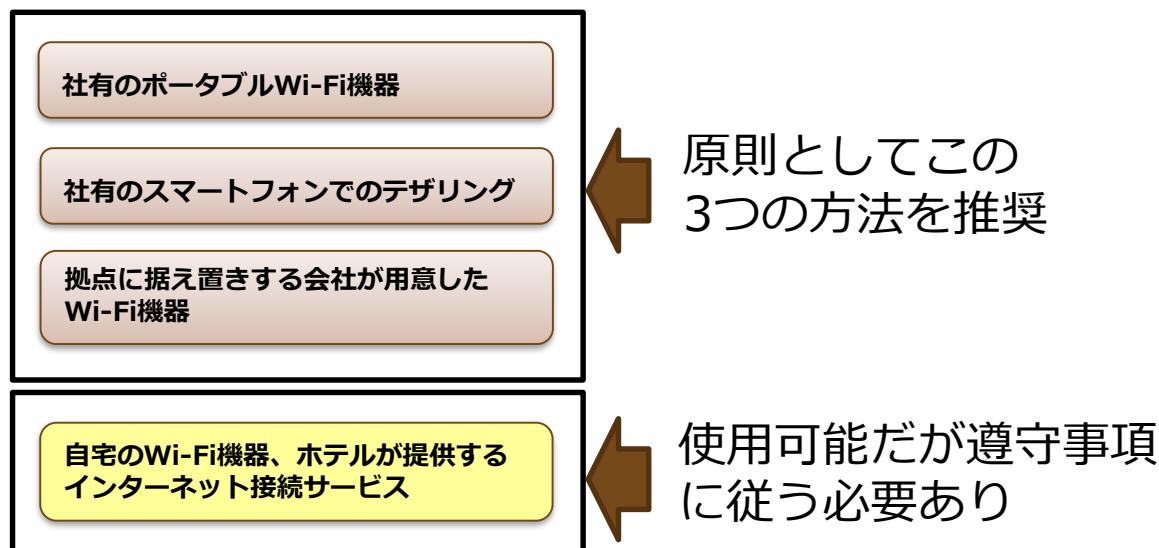 社有のポータブルWi-Fi機器
社有のスマートフォンでのテザリング
拠点に据え置きする会社が用意した
Wi-Fi機器
原則としてこの
3つの方法を推奨
自宅のWi-Fi機器、ホテルが提供する
インターネット接続サービス
使用可能だが遵守事項
に従う必要あり